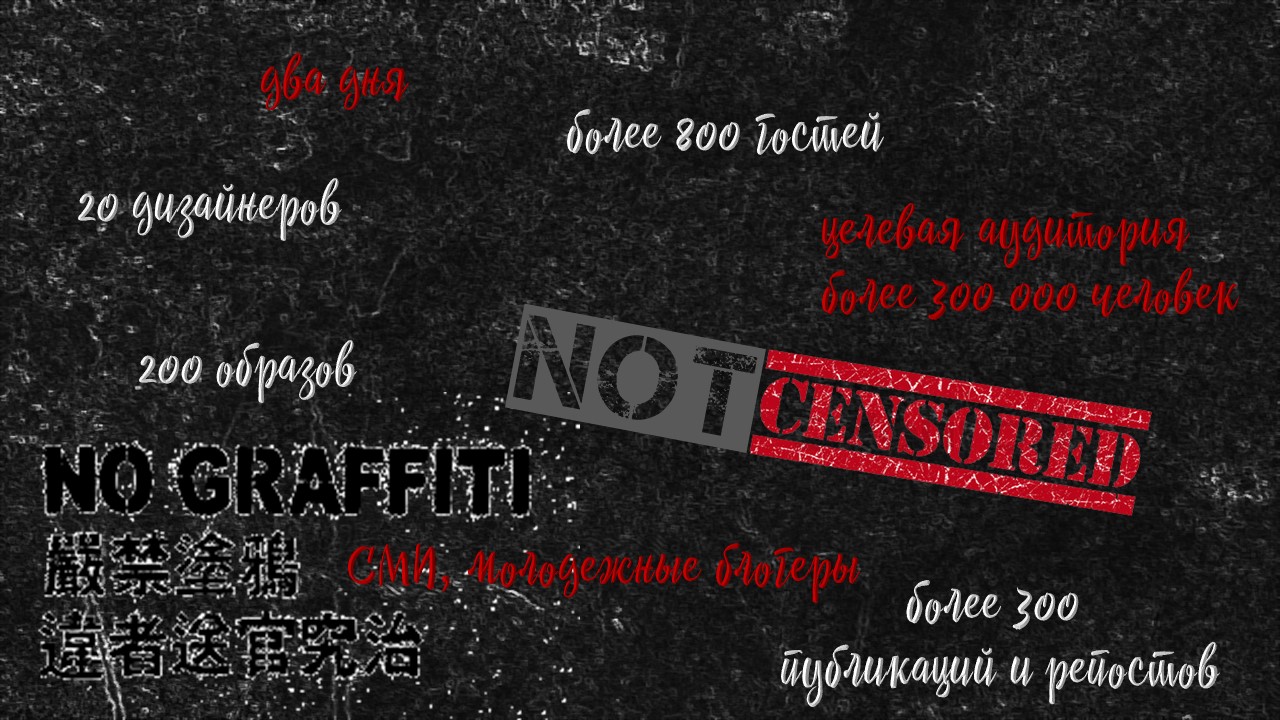 два дня
более 800 гостей
20 дизайнеров
целевая аудитория
более 300 000 человек
200 образов
NOT CENSORED
NO GRAFFITI
嚴禁塗鴉
違者送官究治
СМИ, молодежные блогеры
более 300
публикаций и репостов